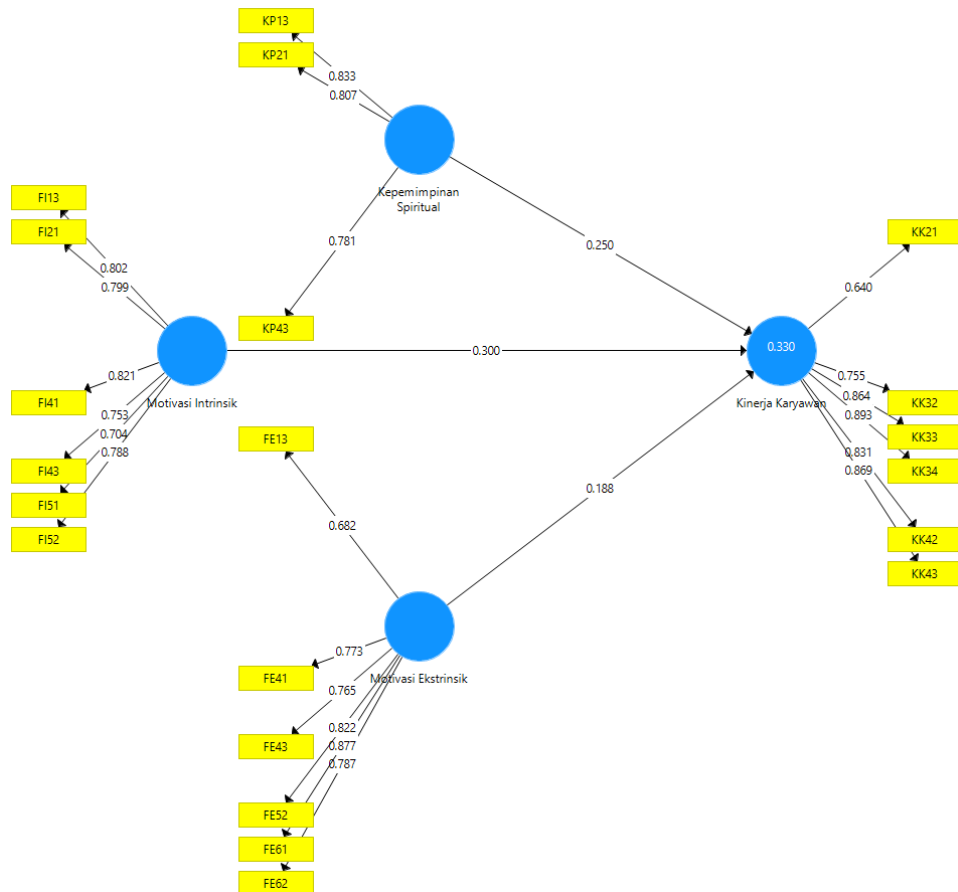 KP13
KP21
0.833
0.807
Kepemimpinan
Spiritual
FI13
FI21
0.781
0.250
KK21
0.802
0.799
0.640
KP43
0.300
0.330
FI41
0.821
Motivasi Intrinsik
Kinerja Karyawan
0.755
KK32
0.753
0.864
0.704
0.893
FE13
KK33
0.788
0.831
FI43
0.869
KK34
0.188
FI51
0.682
FI52
KK42
KK43
0.773
FE41
Motivasi Ekstrinsik
0.765
0.822
FE43
0.877
0.787
FE52
FE61
FE62